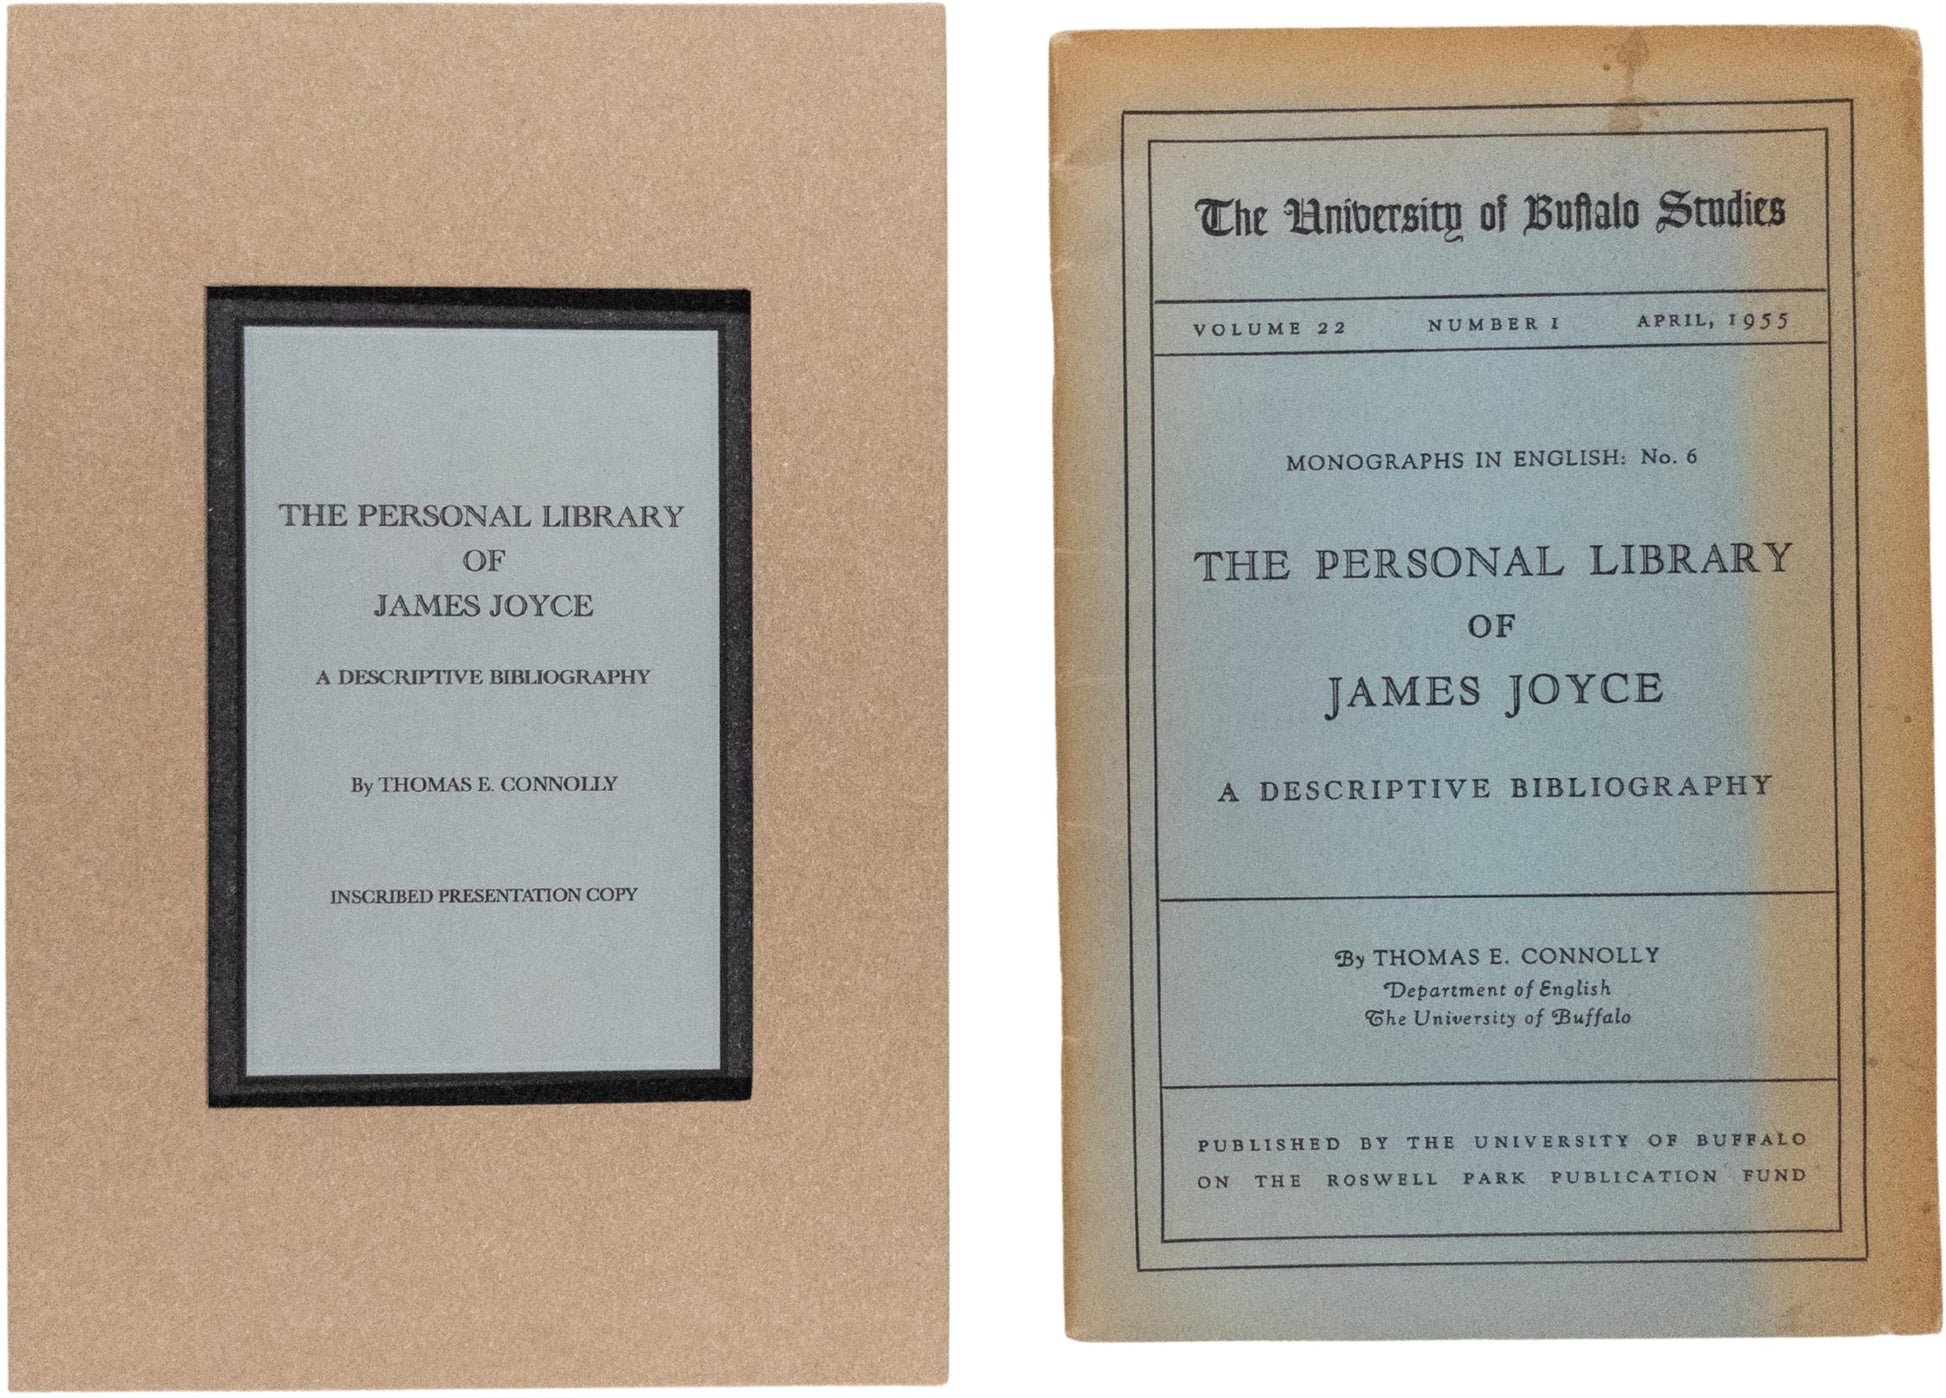 THE PERSONAL LIBRARY
OF
JAMES JOYCE
A DESCRIPTIVE BIBLIOGRAPHY
By THOMAS E. CONNOLLY
INSCRIBED PRESENTATION COPY
The University of Buffalo Studies
VOLUME 22 NUMBER 1 APRIL, 1955
MONOGRAPHS IN ENGLISH: No. 6
THE PERSONAL LIBRARY
OF
JAMES JOYCE
A DESCRIPTIVE BIBLIOGRAPHY
By THOMAS E. CONNOLLY
Department of English
The University of Buffalo
PUBLISHED BY THE UNIVERSITY OF BUFFALO
ON THE ROSWELL PARK PUBLICATION FUND